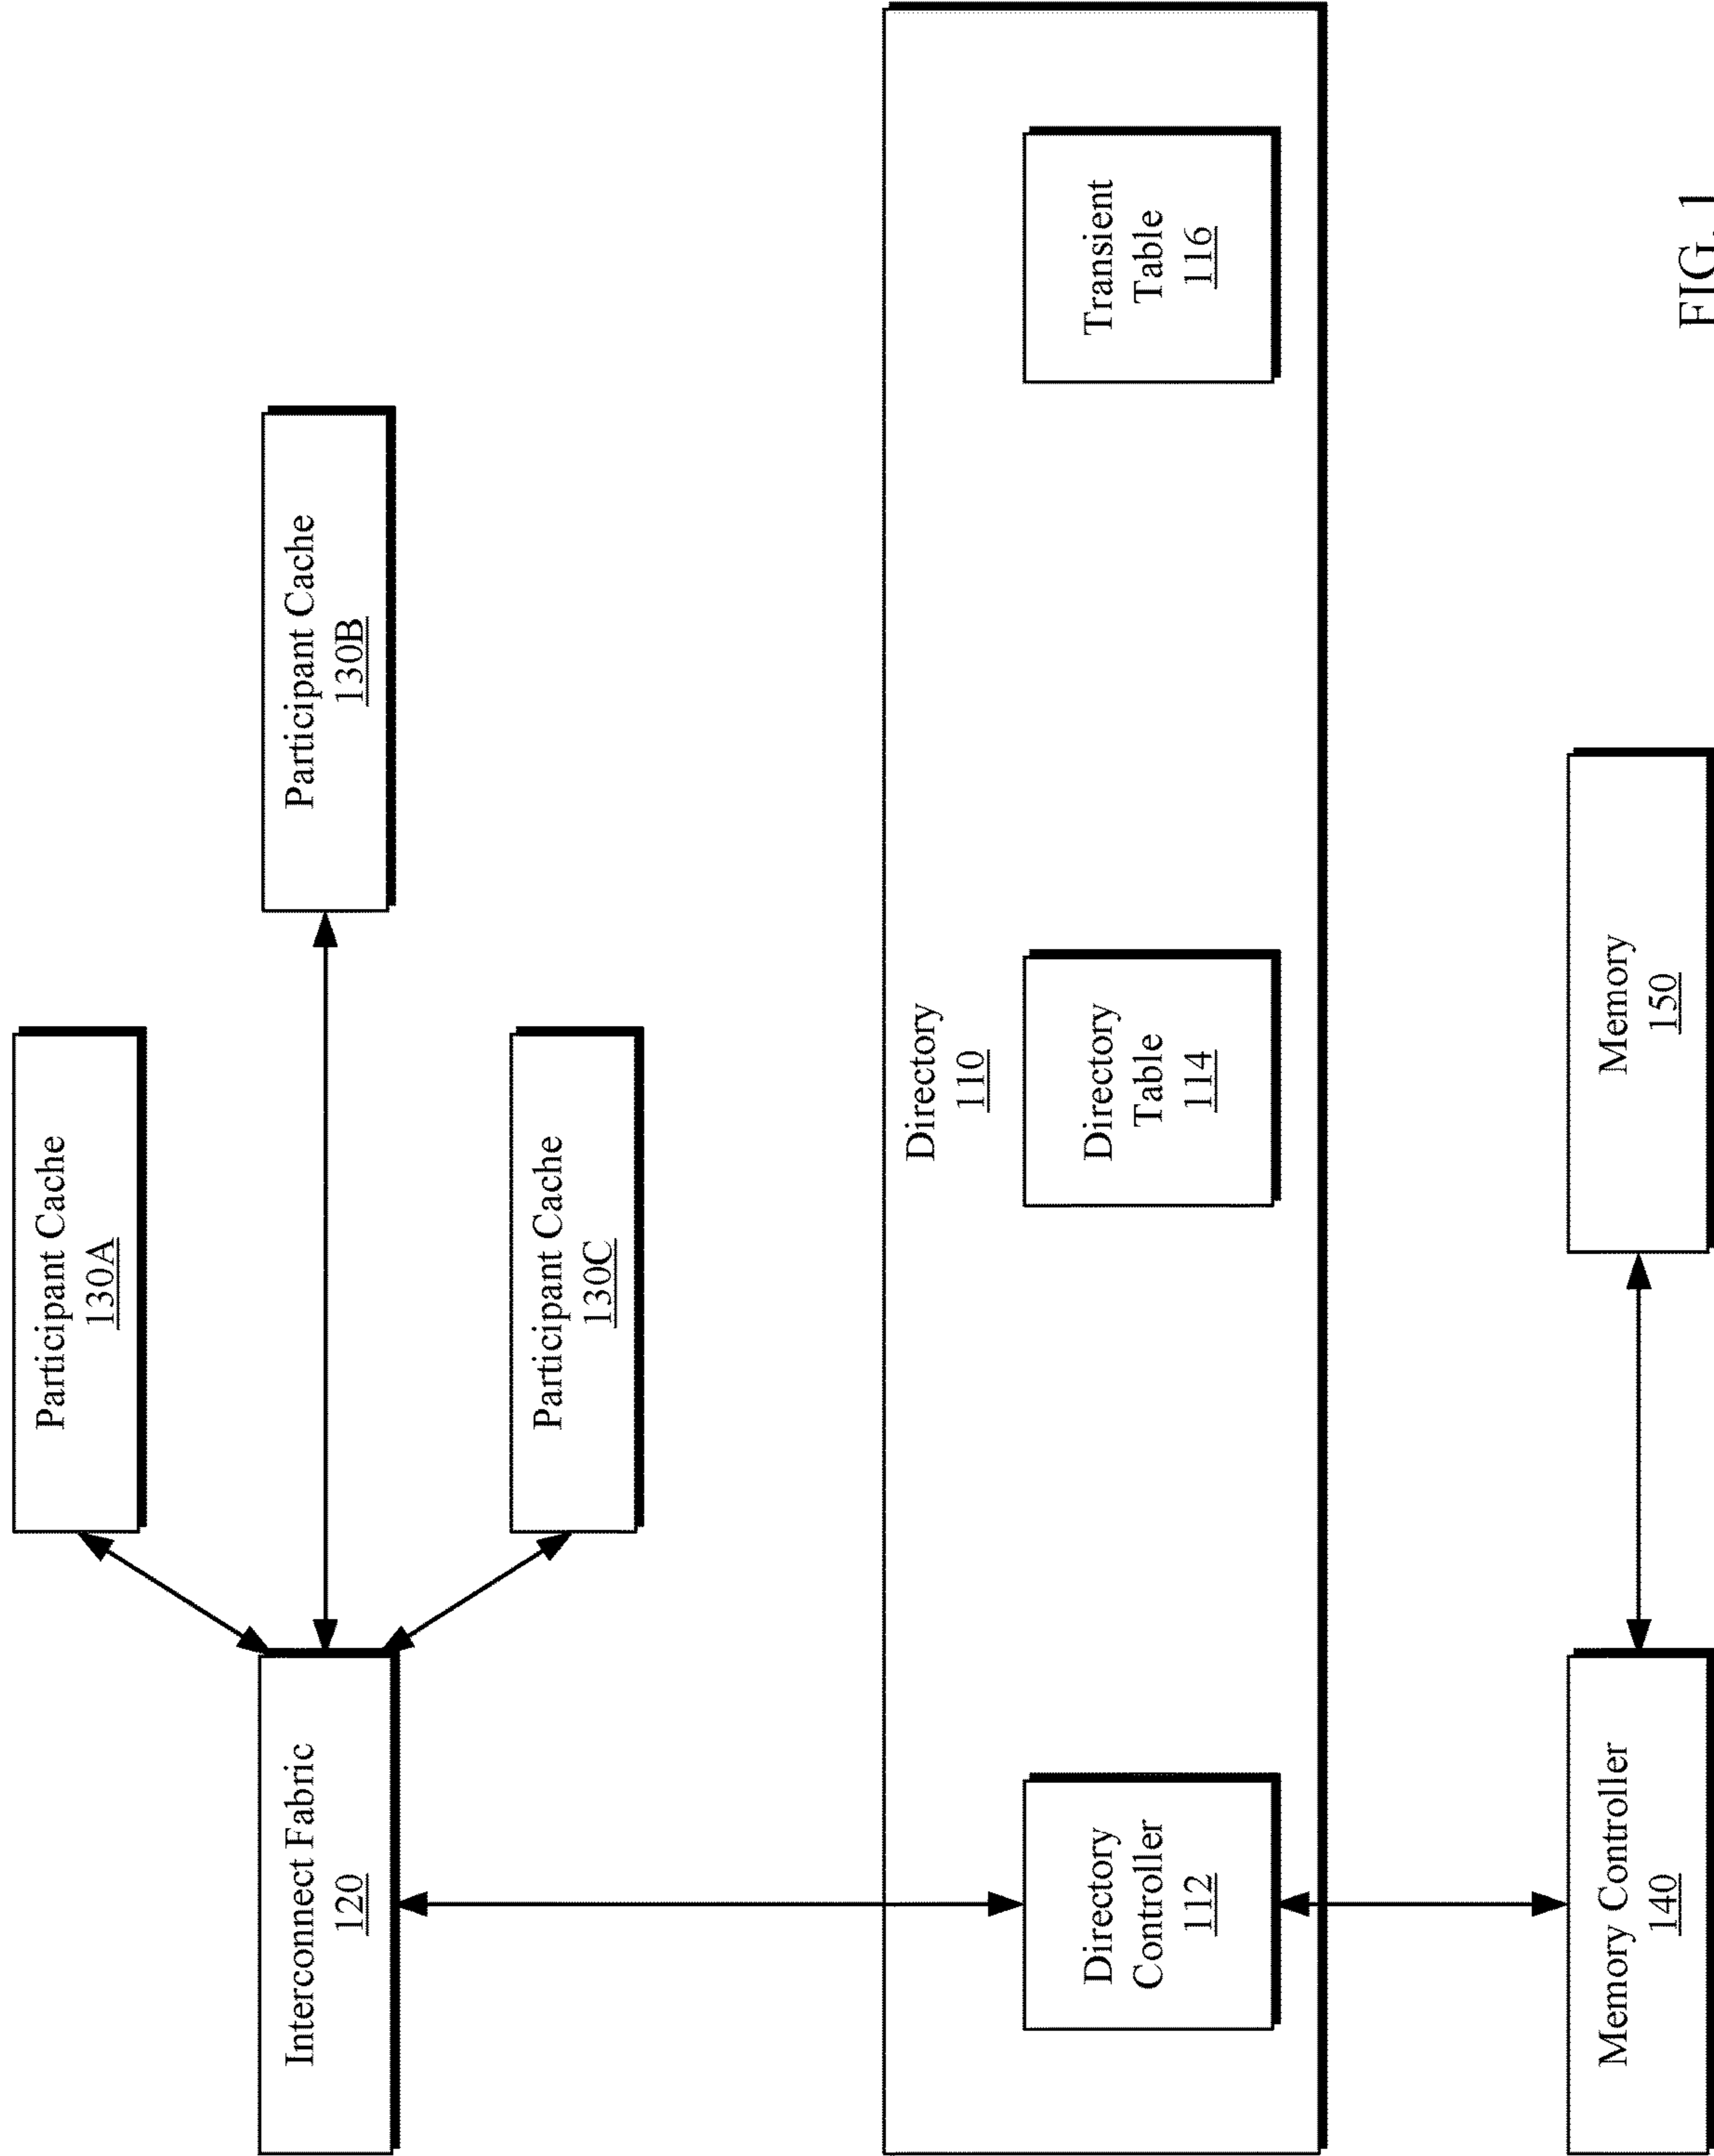 Participant Cache
130A
Interconnect Fabric
120
Participant Cache
130B
Participant Cache
130C
Directory
110
Directory
Controller
112
Directory
Table
114
Transient
Table
116
Memory Controller
140
Memory
150
FIG. 1